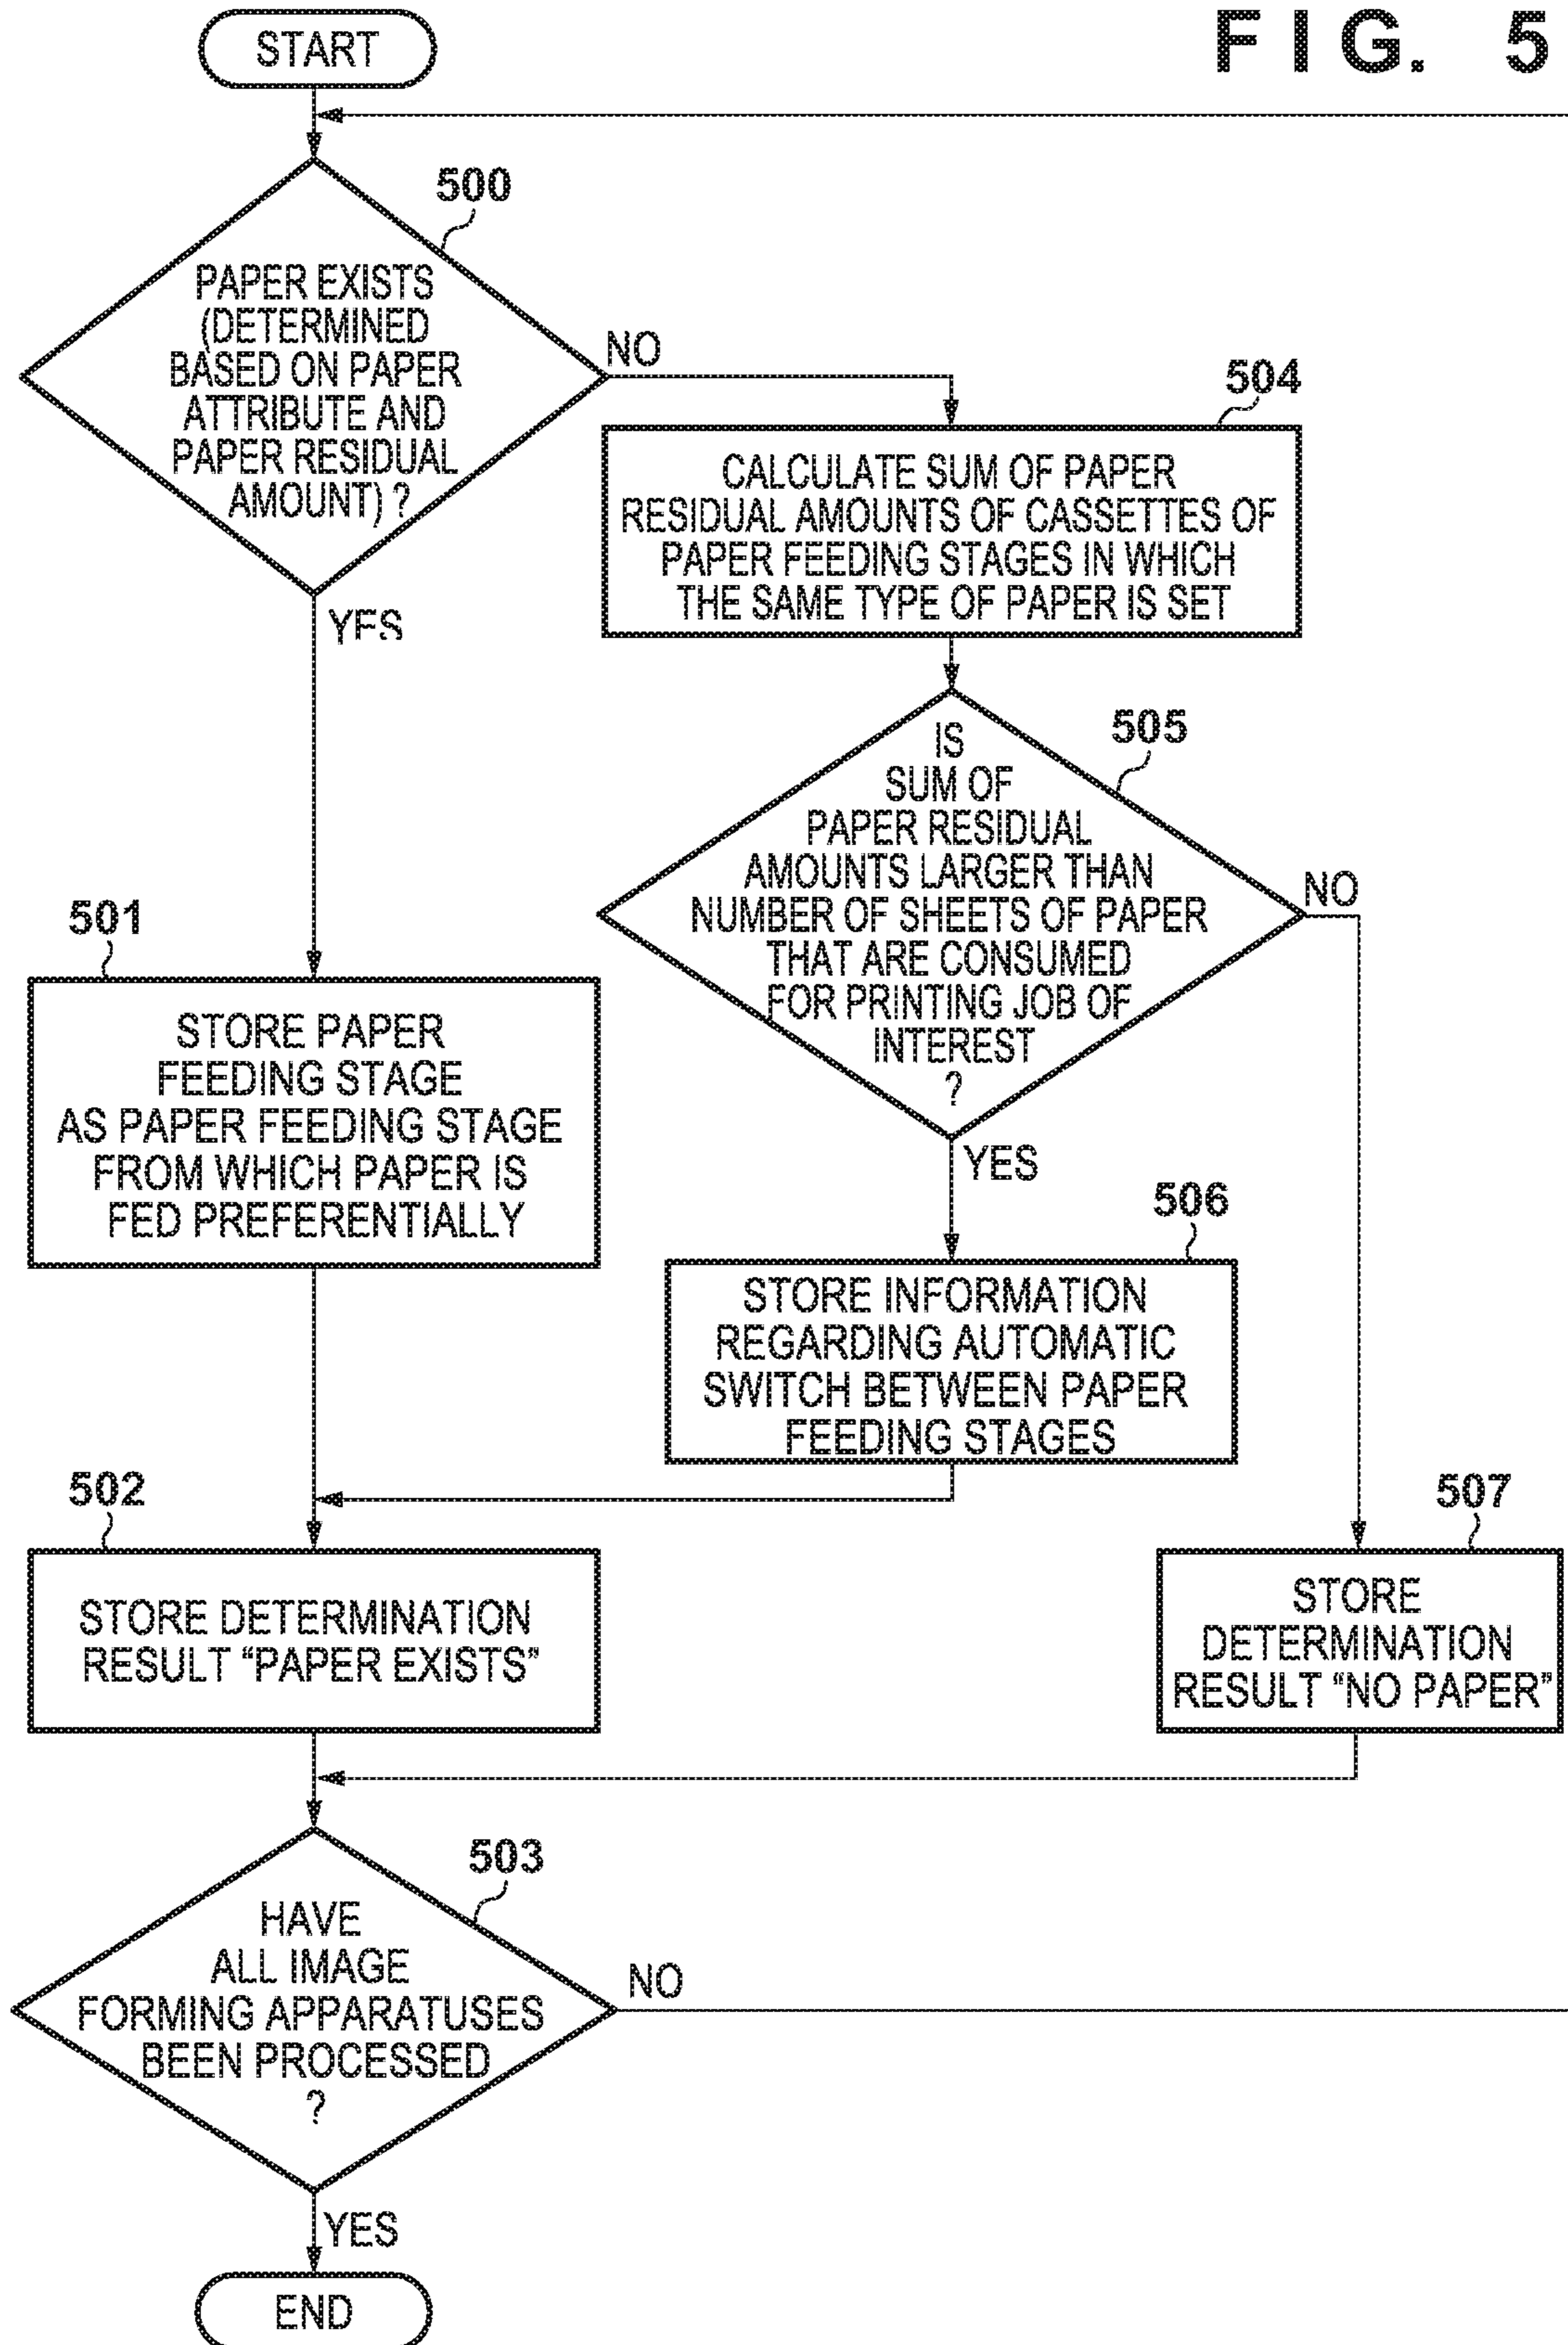 FIG. 5
START
500
PAPER EXISTS
(DETERMINED
BASED ON PAPER
ATTRIBUTE AND
PAPER RESIDUAL
AMOUNT) ?
NO
YES
504
CALCULATE SUM OF PAPER
RESIDUAL AMOUNTS OF CASSETTES OF
PAPER FEEDING STAGES IN WHICH
THE SAME TYPE OF PAPER IS SET
505
IS
SUM OF
PAPER RESIDUAL
AMOUNTS LARGER THAN
NUMBER OF SHEETS OF PAPER
THAT ARE CONSUMED
FOR PRINTING JOB OF
INTEREST
?
NO
YES
501
STORE PAPER
FEEDING STAGE
AS PAPER FEEDING STAGE
FROM WHICH PAPER IS
FED PREFERENTIALLY
506
STORE INFORMATION
REGARDING AUTOMATIC
SWITCH BETWEEN PAPER
FEEDING STAGES
502
STORE DETERMINATION
RESULT “PAPER EXISTS”
507
STORE
DETERMINATION
RESULT “NO PAPER”
503
HAVE
ALL IMAGE
FORMING APPARATUSES
BEEN PROCESSED
?
NO
YES
END